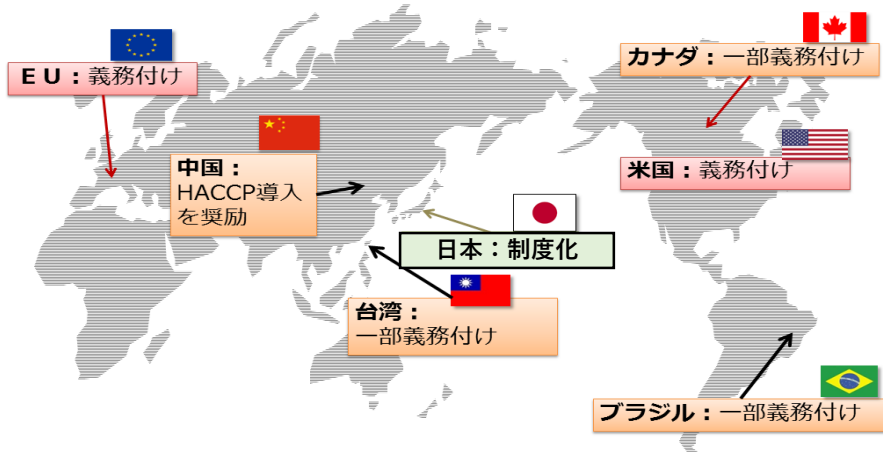 ＥＵ：義務付け
カナダ：一部義務付け
中国：
HACCP導入
を奨励
米国：義務付け
日本：制度化
台湾：
一部義務付け
ブラジル：一部義務付け